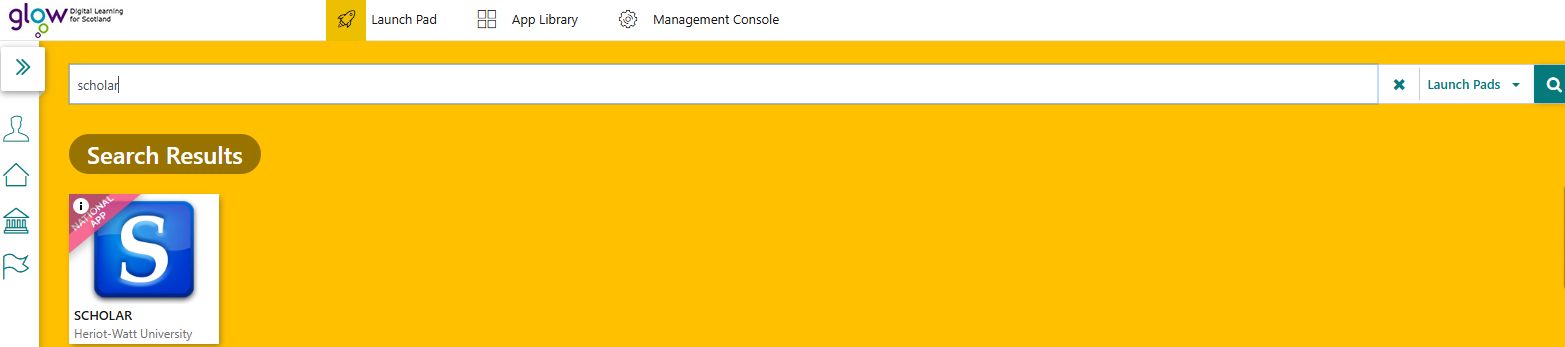 glow Digital Learning
for Scotland
Launch Pad
App Library
Management Console
scholar
Launch Pads
Search Results
NATIONAL
APP
S
SCHOLAR
Heriot-Watt University